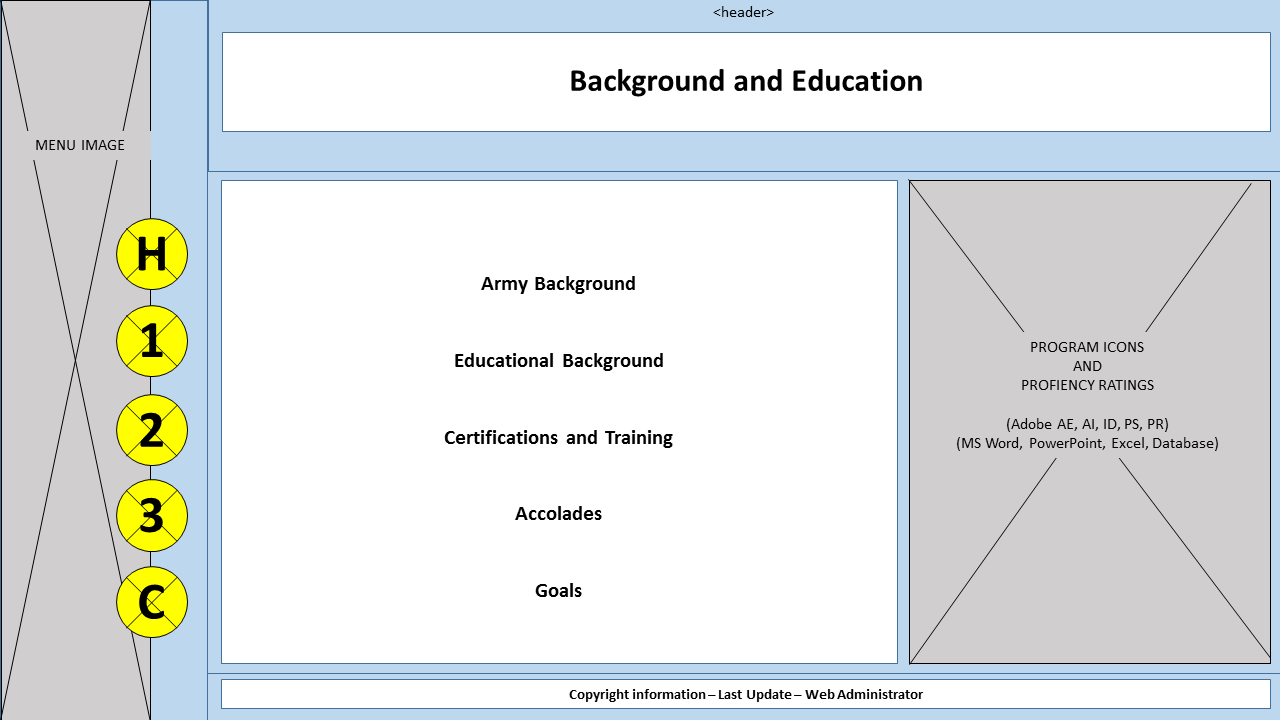 <header>
Background and Education
MENU IMAGE
H
1
2
3
C
Army Background
Educational Background
Certifications and Training
Accolades
Goals
PROGRAM ICONS
AND
PROFIENCY RATINGS
(Adobe AE, AI, ID, PS, PR)
(MS Word, PowerPoint, Excel, Database)
Copyright information – Last Update – Web Administrator